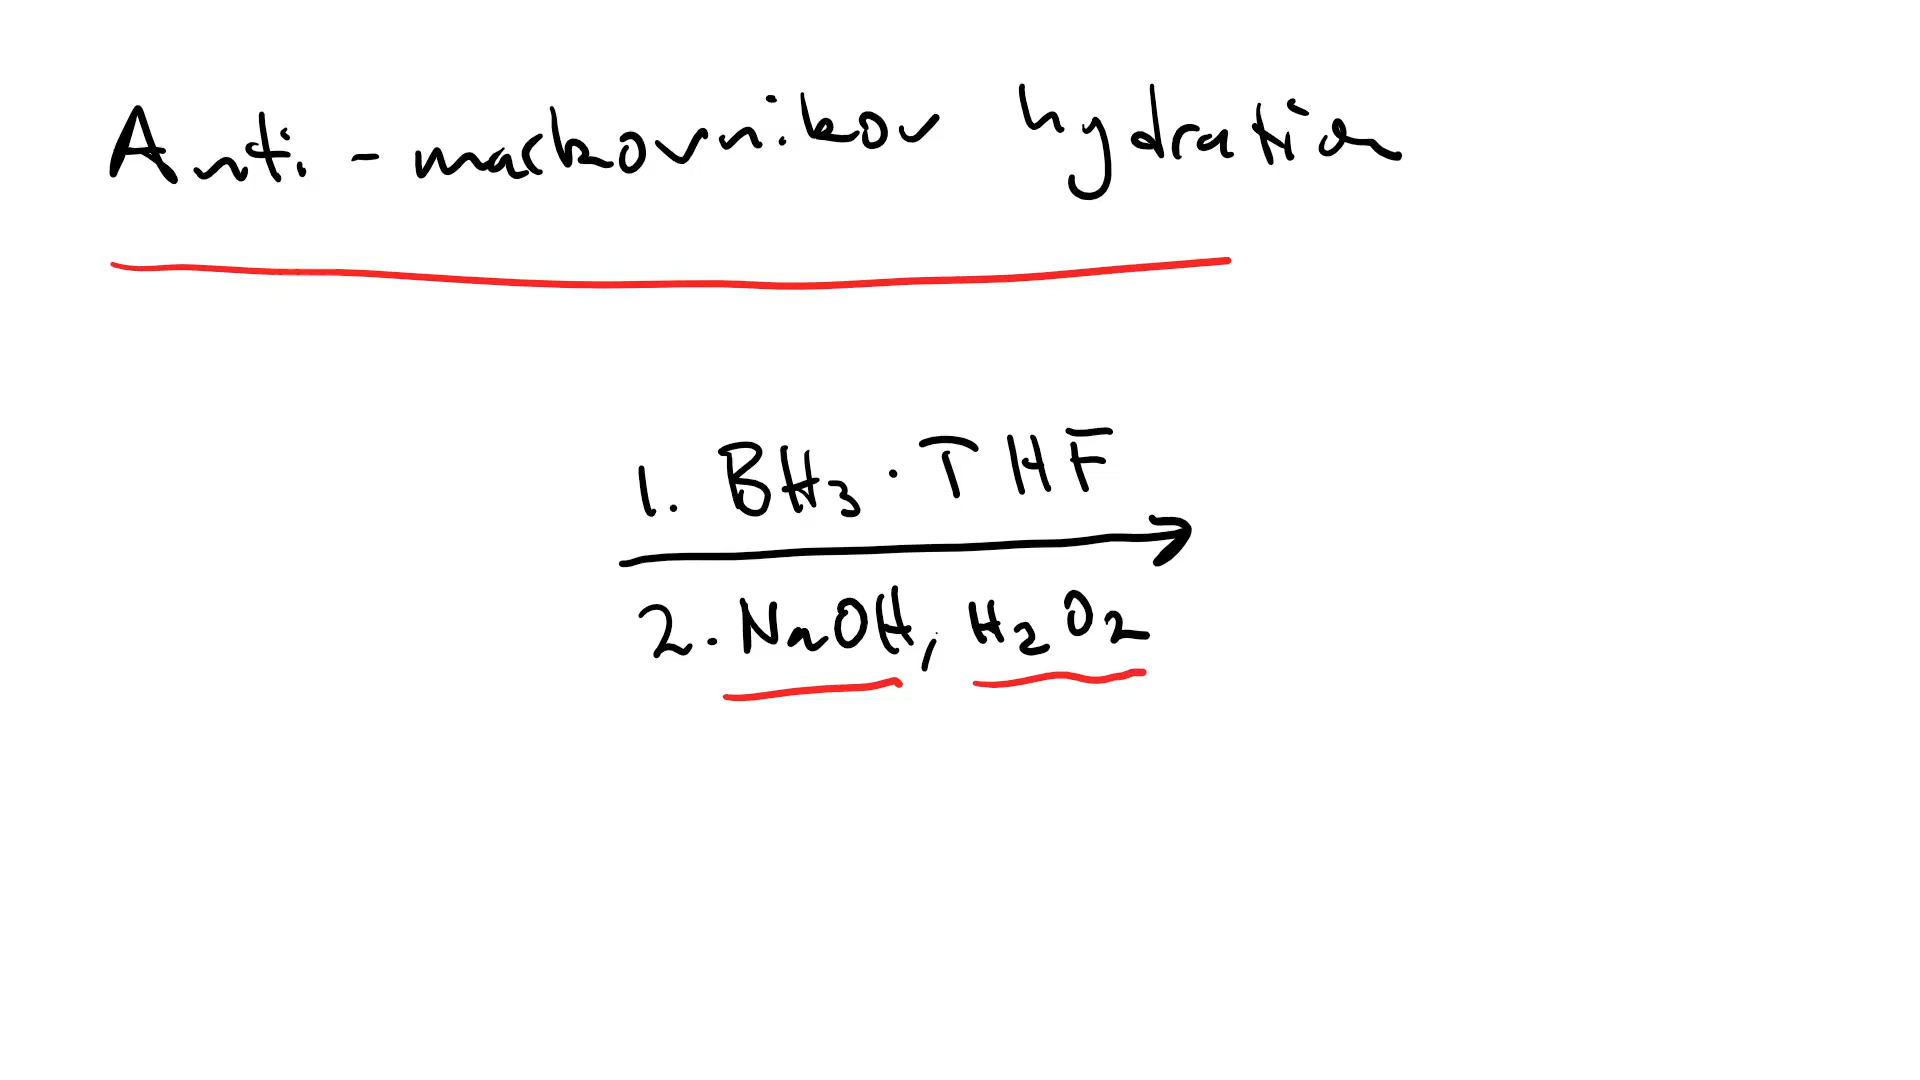 Anti-markovnikov hydration
1. BH₃·THF
2. NaOH, H₂O₂